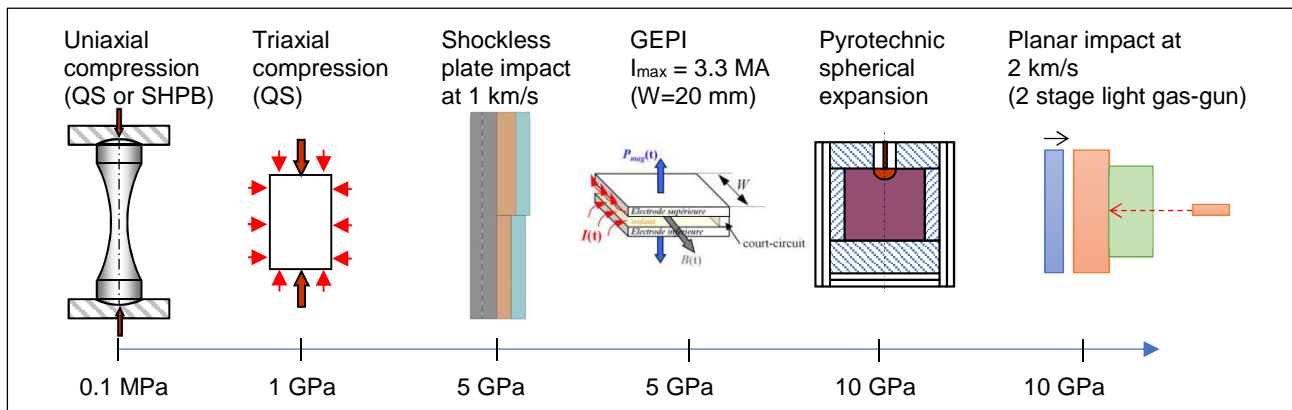 Uniaxial
compression
(QS or SHPB)
Triaxial
compression
(QS)
Shockless
plate impact
at 1 km/s
GEPI
Imax = 3.3 MA
(W=20 mm)
Pyrotechnic
spherical
expansion
Planar impact at
2 km/s
(2 stage light gas-gun)
Pmag(t)
W
Electrode supérieure
isolant
Electrode inférieure
I(t)
court-circuit
B(t)
0.1 MPa
1 GPa
5 GPa
5 GPa
10 GPa
10 GPa